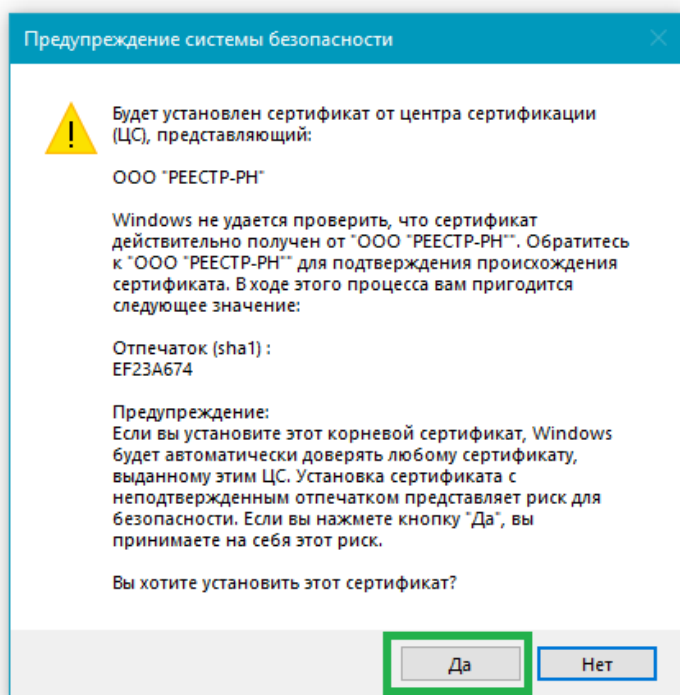 Предупреждение системы безопасности
Будет установлен сертификат от центра сертификации
(ЦС), представляющий:
ООО "РЕЕСТР-РН"
Windows не удается проверить, что сертификат
действительно получен от "ООО "РЕЕСТР-РН"". Обратитесь
к "ООО "РЕЕСТР-РН"" для подтверждения происхождения
сертификата. В ходе этого процесса вам пригодится
следующее значение:
Отпечаток (sha1) :
EF23A674
Предупреждение:
Если вы установите этот корневой сертификат, Windows
будет автоматически доверять любому сертификату,
выданному этим ЦС. Установка сертификата с
неподтвержденным отпечатком представляет риск для
безопасности. Если вы нажмете кнопку "Да", вы
принимаете на себя этот риск.
Вы хотите установить этот сертификат?
Да
Нет